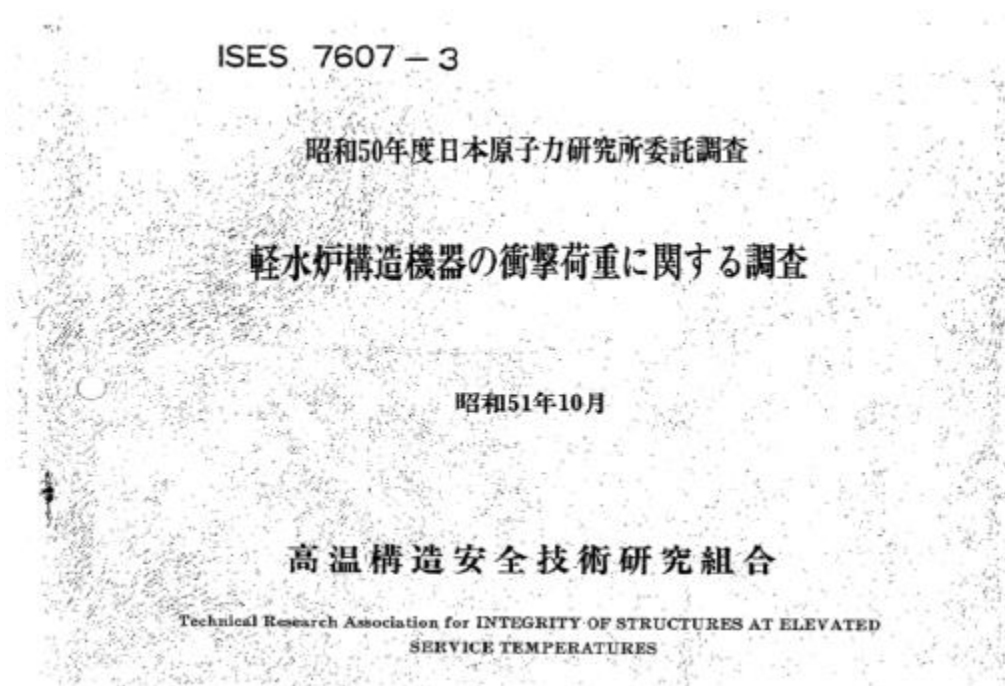 ISES 7607-3
昭和50年度日本原子力研究所委託調査
軽水炉構造機器の衝撃荷重に関する調査
昭和51年10月
高温構造安全技術研究組合
Technical Research Association for INTEGRITY OF STRUCTURES AT ELEVATED
SERVICE TEMPERATURES